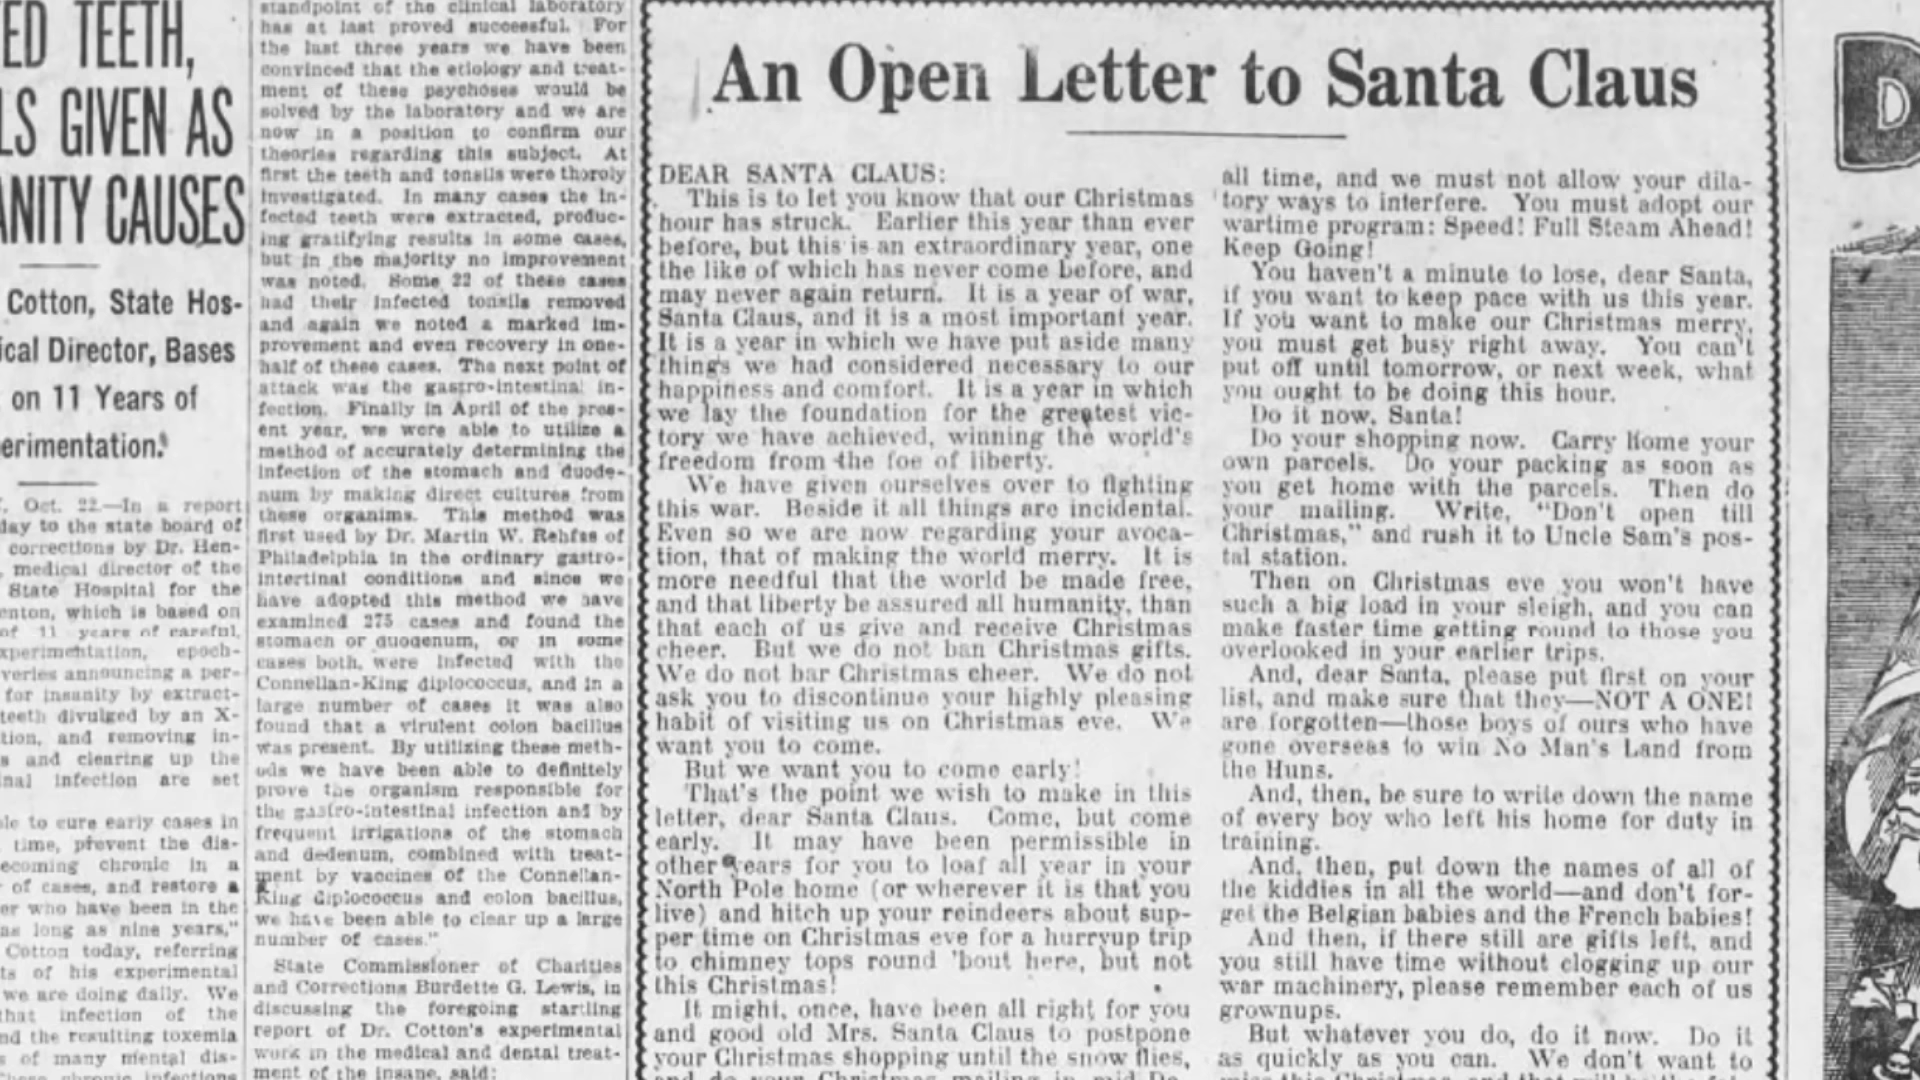 ED TEETH,
LS GIVEN AS
ANITY CAUSES
Cotton, State Hos-
ical Director, Bases
on 11 Years of
erimentation.
Oct. 22.—In a report
day to the state board of
corrections by Dr. Hen-
medical director of the
State Hospital for the
enton, which is based on
of 11 years of careful,
xperimentation, epoch-
veries announcing a per-
for insanity by extract-
teeth divulged by an X-
tion, and removing in-
s and clearing up the
nal infection are set
ble to cure early cases in
time, prevent the dis-
ecoming chronic in a
of cases, and restore a
er who have been in the
as long as nine years,"
Cotton today, referring
ts of his experimental
we are doing daily. We
that infection of the
nd the resulting toxemia
s of many mental dis-
These chronic infections
standpoint of the clinical laboratory
has at last proved successful. For
the last three years we have been
convinced that the etiology and treat-
ment of these psychoses would be
solved by the laboratory and we are
now in a position to confirm our
theories regarding this subject. At
first the teeth and tonsils were thoroly
investigated. In many cases the in-
fected teeth were extracted, produc-
ing gratifying results in some cases,
but in the majority no improvement
was noted. Some 22 of these cases
had their infected tonsils removed
and again we noted a marked im-
provement and even recovery in one-
half of these cases. The next point of
attack was the gastro-intestinal in-
fection. Finally in April of the pres-
ent year, we were able to utilize a
method of accurately determining the
infection of the stomach and duode-
num by making direct cultures from
these organims. This method was
first used by Dr. Martin W. Rehfus of
Philadelphia in the ordinary gastro-
intertinal conditions and since we
have adopted this method we have
examined 275 cases and found the
stomach or duodenum, or in some
cases both, were infected with the
Connellan-King diplococcus, and in a
large number of cases it was also
found that a virulent colon bacillus
was present. By utilizing these meth-
ods we have been able to definitely
prove the organism responsible for
the gastro-intestinal infection and by
frequent irrigations of the stomach
and dedenum, combined with treat-
ment by vaccines of the Connellan-
King diplococcus and colon bacillus,
we have been able to clear up a large
number of cases."
State Commissioner of Charities
and Corrections Burdette G. Lewis, in
discussing the foregoing startling
report of Dr. Cotton's experimental
work in the medical and dental treat-
ment of the insane, said:
An Open Letter to Santa Claus
DEAR SANTA CLAUS:
This is to let you know that our Christmas
hour has struck. Earlier this year than ever
before, but this is an extraordinary year, one
the like of which has never come before, and
may never again return. It is a year of war,
Santa Claus, and it is a most important year.
It is a year in which we have put aside many
things we had considered necessary to our
happiness and comfort. It is a year in which
we lay the foundation for the greatest vic-
tory we have achieved, winning the world's
freedom from the foe of liberty.
We have given ourselves over to fighting
this war. Beside it all things are incidental.
Even so we are now regarding your avoca-
tion, that of making the world merry. It is
more needful that the world be made free,
and that liberty be assured all humanity, than
that each of us give and receive Christmas
cheer. But we do not ban Christmas gifts.
We do not bar Christmas cheer. We do not
ask you to discontinue your highly pleasing
habit of visiting us on Christmas eve. We
want you to come.
But we want you to come early!
That's the point we wish to make in this
letter, dear Santa Claus. Come, but come
early. It may have been permissible in
other years for you to loaf all year in your
North Pole home (or wherever it is that you
live) and hitch up your reindeers about sup-
per time on Christmas eve for a hurryup trip
to chimney tops round 'bout here, but not
this Christmas!
It might, once, have been all right for you
and good old Mrs. Santa Claus to postpone
your Christmas shopping until the snow flies,
and do your Christmas mailing in mid De-
all time, and we must not allow your dila-
tory ways to interfere. You must adopt our
wartime program: Speed! Full Steam Ahead!
Keep Going!
You haven't a minute to lose, dear Santa,
if you want to keep pace with us this year.
If you want to make our Christmas merry,
you must get busy right away. You can't
put off until tomorrow, or next week, what
you ought to be doing this hour.
Do it now, Santa!
Do your shopping now. Carry home your
own parcels. Do your packing as soon as
you get home with the parcels. Then do
your mailing. Write, "Don't open till
Christmas," and rush it to Uncle Sam's pos-
tal station.
Then on Christmas eve you won't have
such a big load in your sleigh, and you can
make faster time getting round to those you
overlooked in your earlier trips.
And, dear Santa, please put first on your
list, and make sure that they—NOT A ONE!
are forgotten—those boys of ours who have
gone overseas to win No Man's Land from
the Huns.
And, then, be sure to write down the name
of every boy who left his home for duty in
training.
And, then, put down the names of all of
the kiddies in all the world—and don't for-
get the Belgian babies and the French babies!
And then, if there still are gifts left, and
you still have time without clogging up our
war machinery, please remember each of us
grownups.
But whatever you do, do it now. Do it
as quickly as you can. We don't want to
D